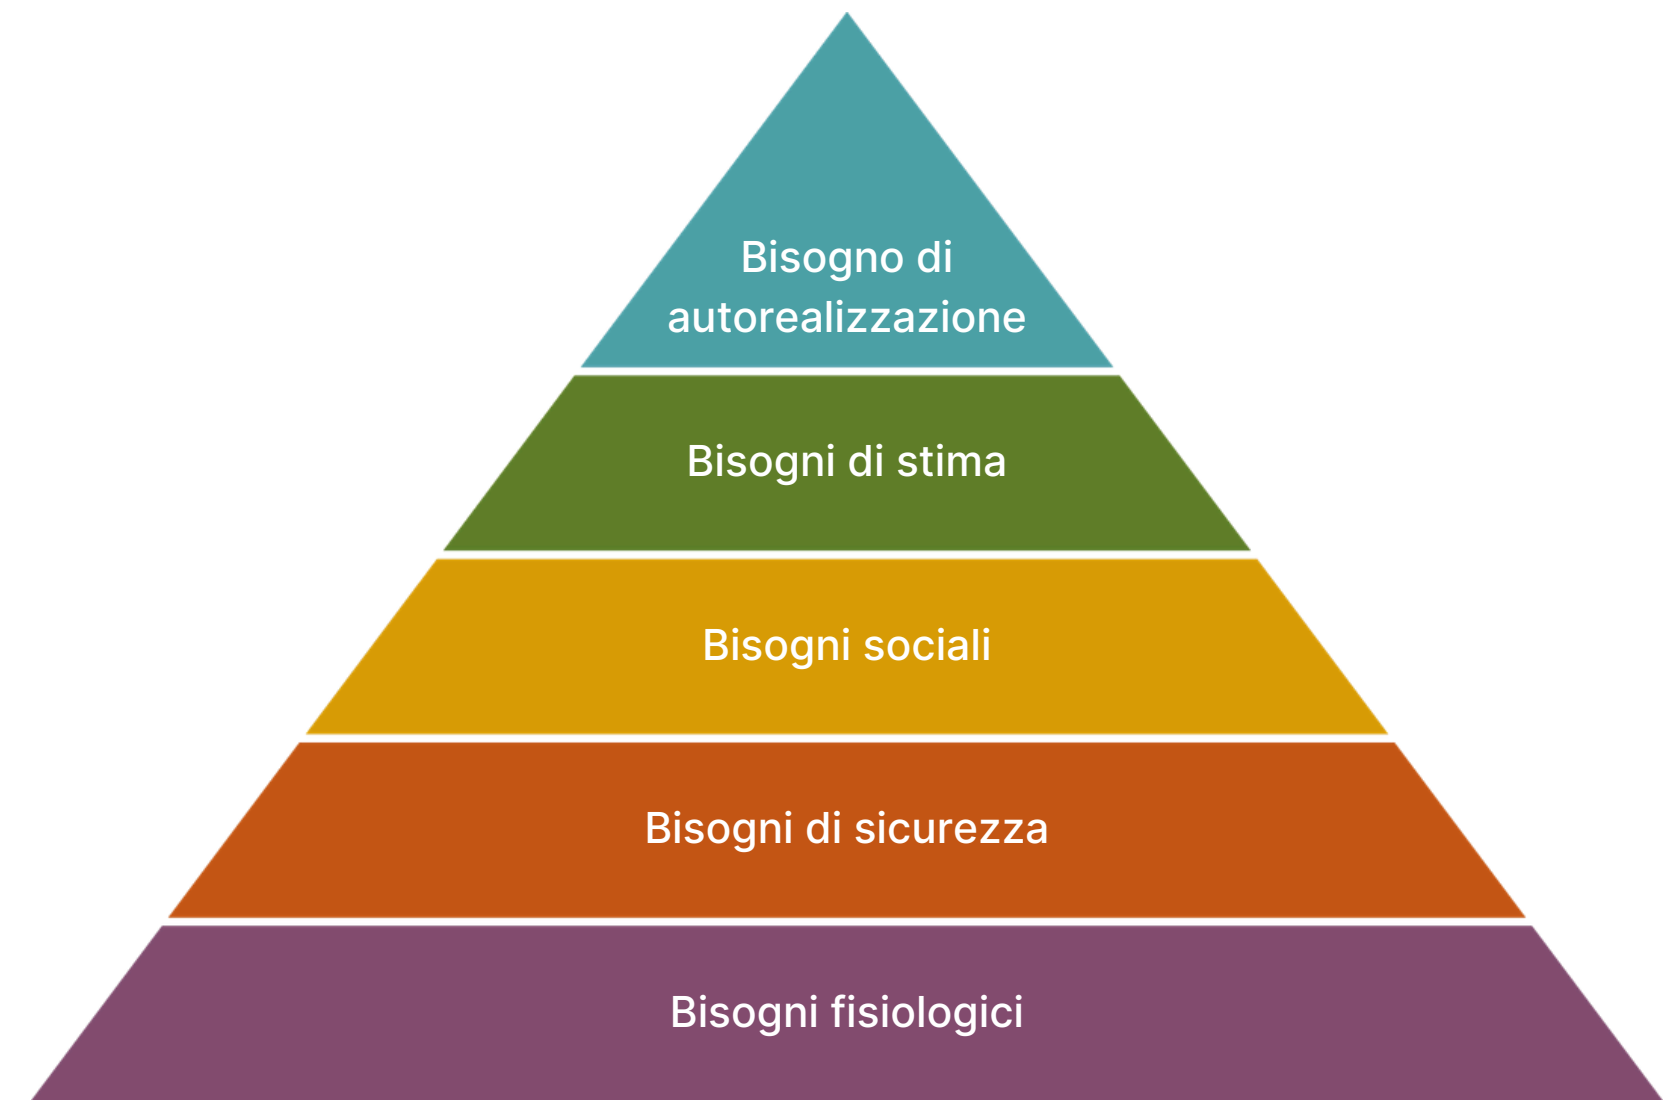 Bisogno di
autorealizzazione
Bisogni di stima
Bisogni sociali
Bisogni di sicurezza
Bisogni fisiologici